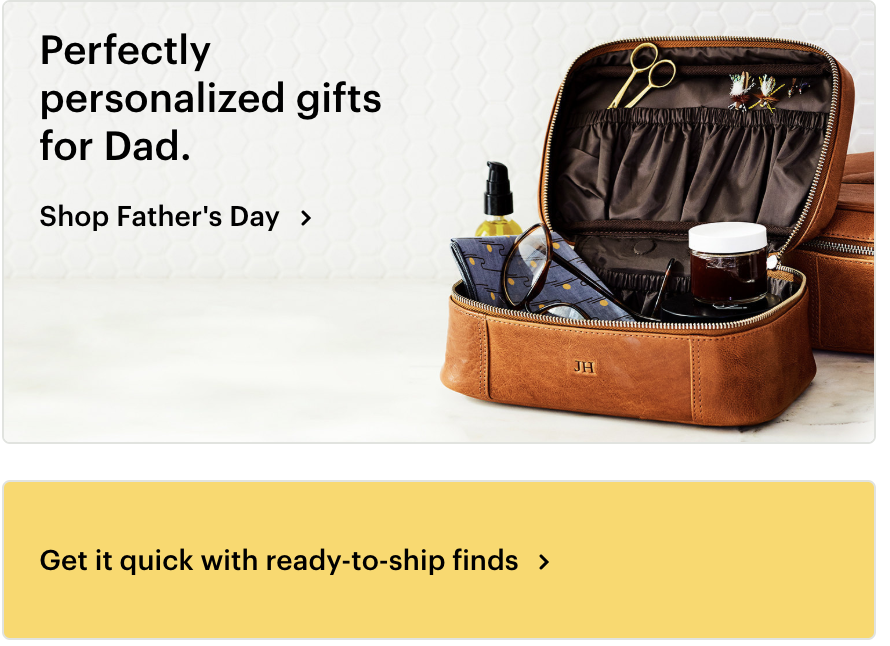 Perfectly
personalized gifts
for Dad.
Shop Father's Day
JH
Get it quick with ready-to-ship finds